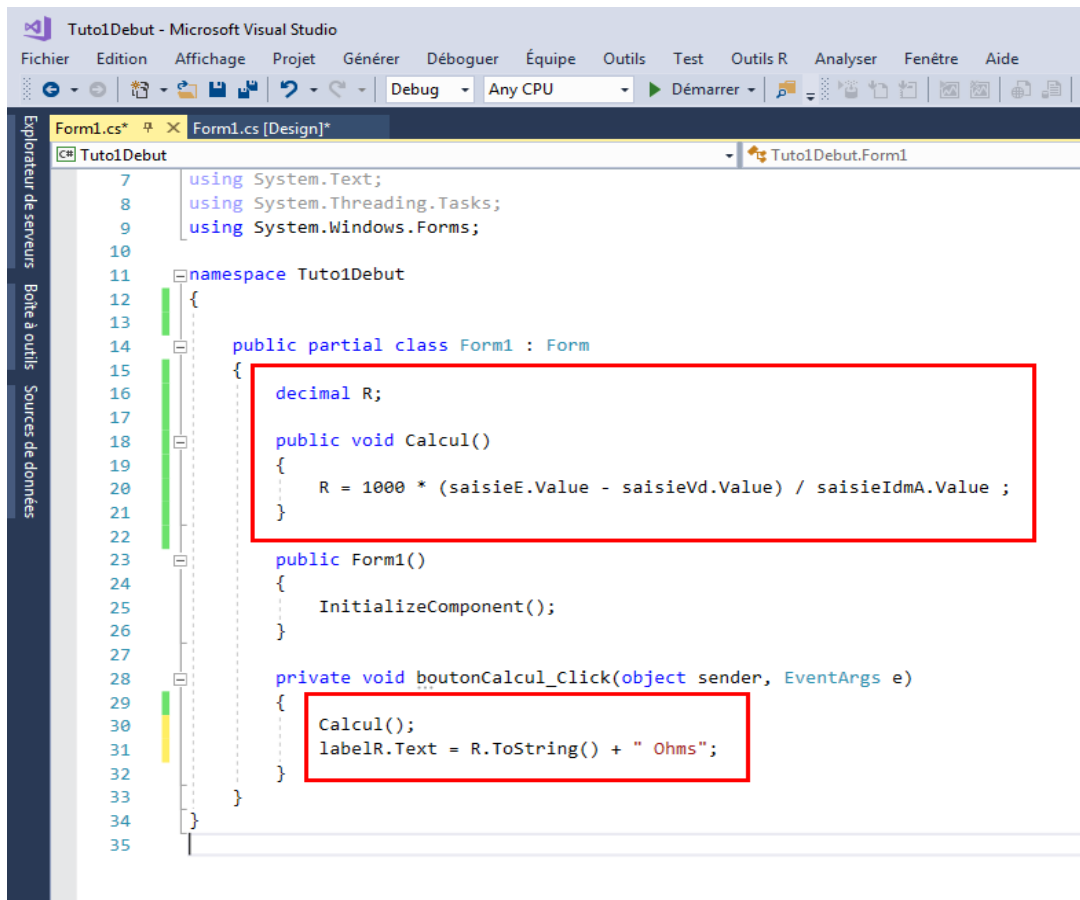 Tuto1Debut - Microsoft Visual Studio
Fichier Edition Affichage Projet Générer Déboguer Équipe Outils Test Outils R Analyser Fenêtre Aide
Debug Any CPU Démarrer
Explorateur de serveurs
Boîte à outils
Sources de données
Form1.cs* Form1.cs [Design]*
C# Tuto1Debut Tuto1Debut.Form1
7 using System.Text;
8 using System.Threading.Tasks;
9 using System.Windows.Forms;
10
11 namespace Tuto1Debut
12 {
13
14 public partial class Form1 : Form
15 {
16 decimal R;
17
18 public void Calcul()
19 {
20 R = 1000 * (saisieE.Value - saisieVd.Value) / saisieIdmA.Value ;
21 }
22
23 public Form1()
24 {
25 InitializeComponent();
26 }
27
28 private void boutonCalcul_Click(object sender, EventArgs e)
29 {
30 Calcul();
31 labelR.Text = R.ToString() + " Ohms";
32 }
33 }
34 }
35